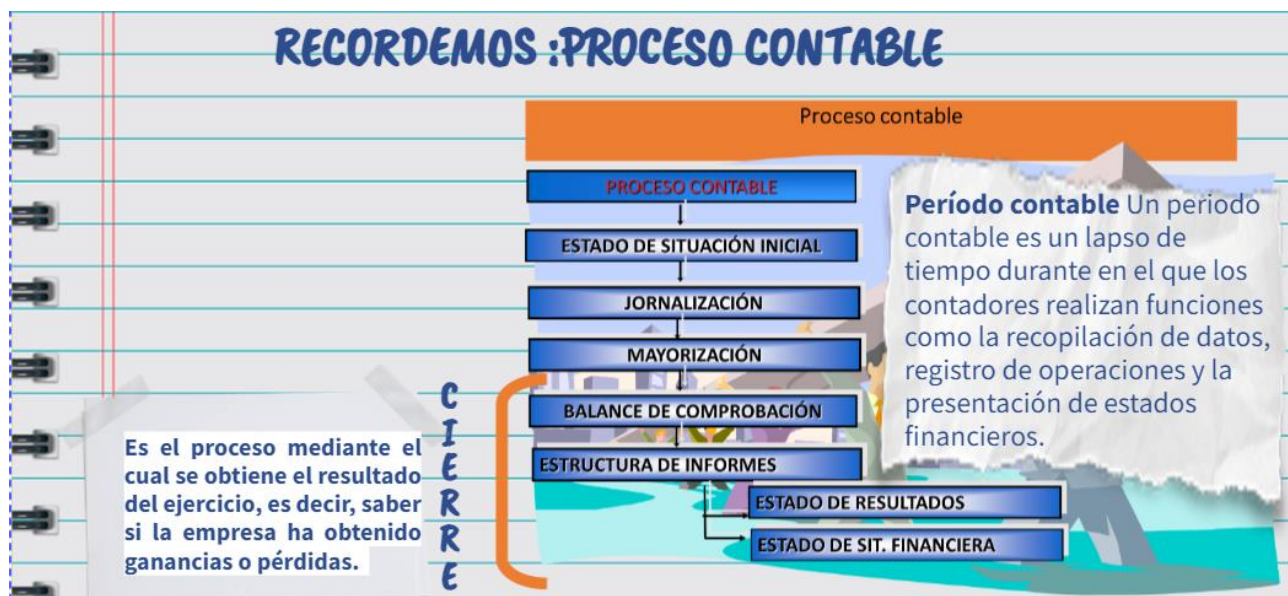 RECORDEMOS :PROCESO CONTABLE
Proceso contable
PROCESO CONTABLE
ESTADO DE SITUACIÓN INICIAL
JORNALIZACIÓN
MAYORIZACIÓN
BALANCE DE COMPROBACIÓN
ESTRUCTURA DE INFORMES
ESTADO DE RESULTADOS
ESTADO DE SIT. FINANCIERA
Período contable Un periodo
contable es un lapso de
tiempo durante en el que los
contadores realizan funciones
como la recopilación de datos,
registro de operaciones y la
presentación de estados
financieros.
CIERRE
Es el proceso mediante el
cual se obtiene el resultado
del ejercicio, es decir, saber
si la empresa ha obtenido
ganancias o pérdidas.